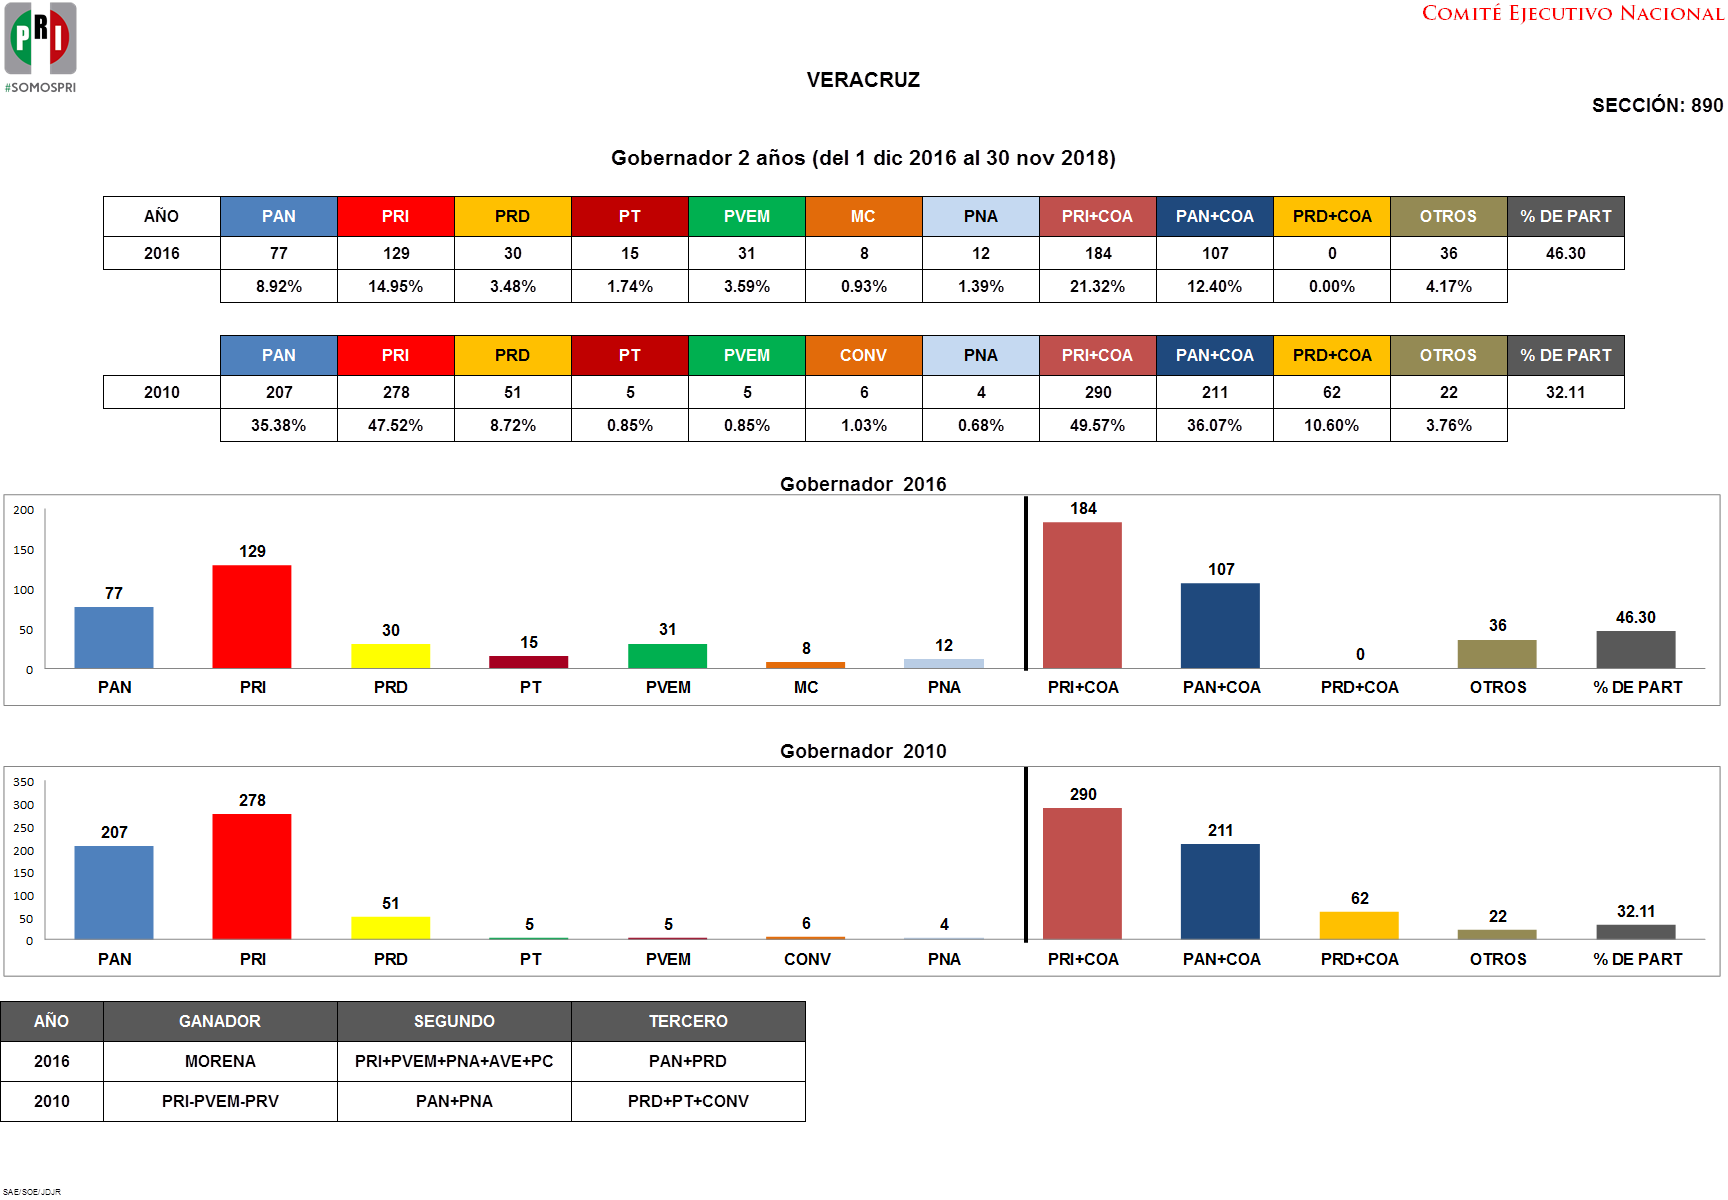 PRI
#SOMOSPRI
COMITÉ EJECUTIVO NACIONAL
VERACRUZ
SECCIÓN: 890
Gobernador 2 años (del 1 dic 2016 al 30 nov 2018)
AÑO PAN PRI PRD PT PVEM MC PNA PRI+COA PAN+COA PRD+COA OTROS % DE PART
2016 77 129 30 15 31 8 12 184 107 0 36 46.30
8.92% 14.95% 3.48% 1.74% 3.59% 0.93% 1.39% 21.32% 12.40% 0.00% 4.17%
PAN PRI PRD PT PVEM CONV PNA PRI+COA PAN+COA PRD+COA OTROS % DE PART
2010 207 278 51 5 5 6 4 290 211 62 22 32.11
35.38% 47.52% 8.72% 0.85% 0.85% 1.03% 0.68% 49.57% 36.07% 10.60% 3.76%
Gobernador 2016
200
150
100
50
0
77 129 30 15 31 8 12 184 107 0 36 46.30
PAN PRI PRD PT PVEM MC PNA PRI+COA PAN+COA PRD+COA OTROS % DE PART
Gobernador 2010
350
300
250
200
150
100
50
0
207 278 51 5 5 6 4 290 211 62 22 32.11
PAN PRI PRD PT PVEM CONV PNA PRI+COA PAN+COA PRD+COA OTROS % DE PART
AÑO GANADOR SEGUNDO TERCERO
2016 MORENA PRI+PVEM+PNA+AVE+PC PAN+PRD
2010 PRI-PVEM-PRV PAN+PNA PRD+PT+CONV
SAE/SOE/JDJR